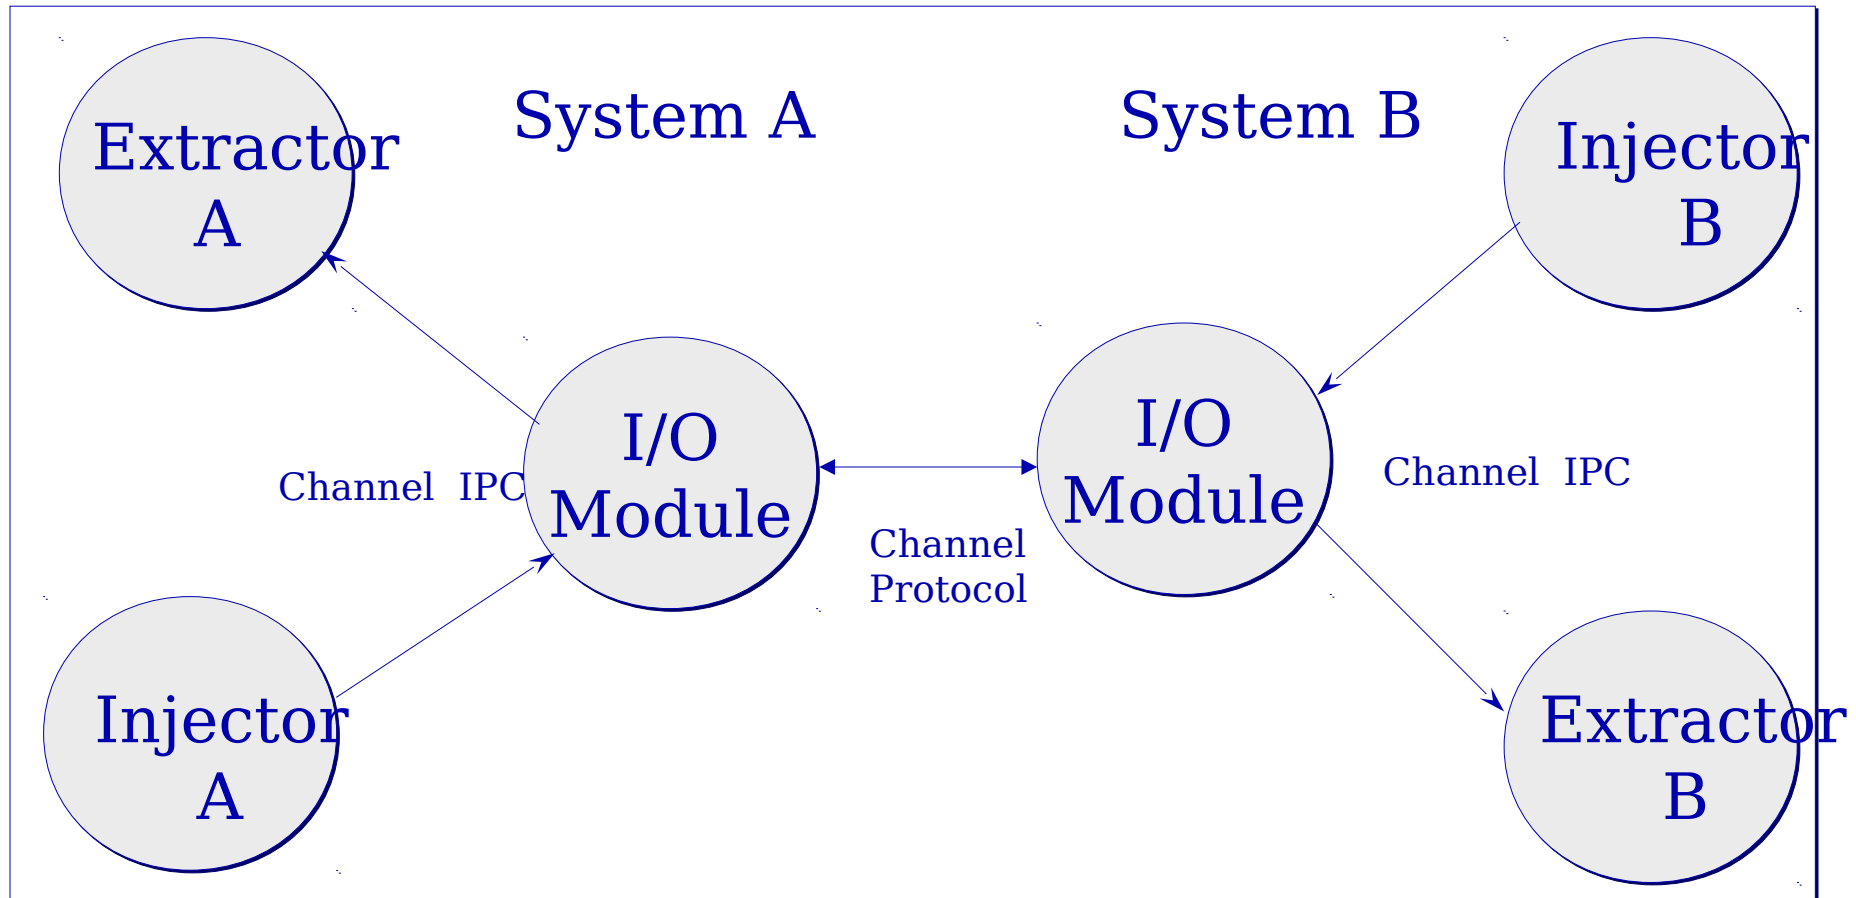 System A
System B
Extractor
A
Injector
B
I/O
Module
I/O
Module
Channel IPC
Channel IPC
Channel
Protocol
Injector
A
Extractor
B